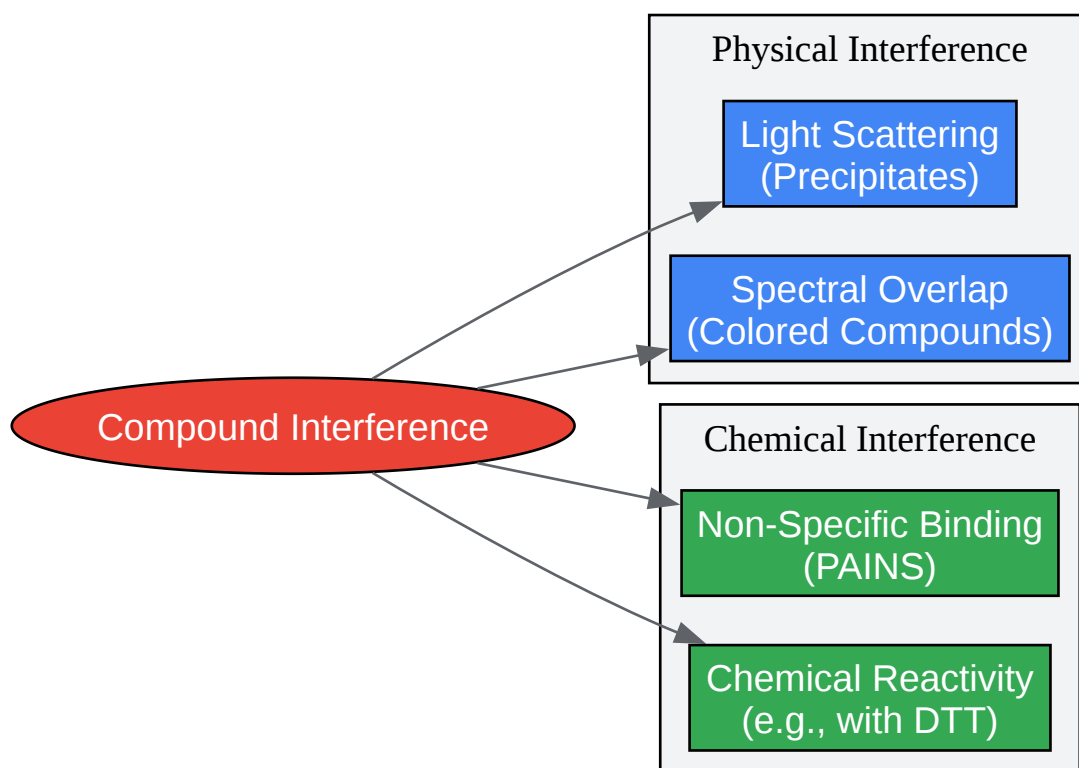 Physical Interference
Light Scattering
(Precipitates)
Spectral Overlap
(Colored Compounds)
Compound Interference
Chemical Interference
Non-Specific Binding
(PAINS)
Chemical Reactivity
(e.g., with DTT)